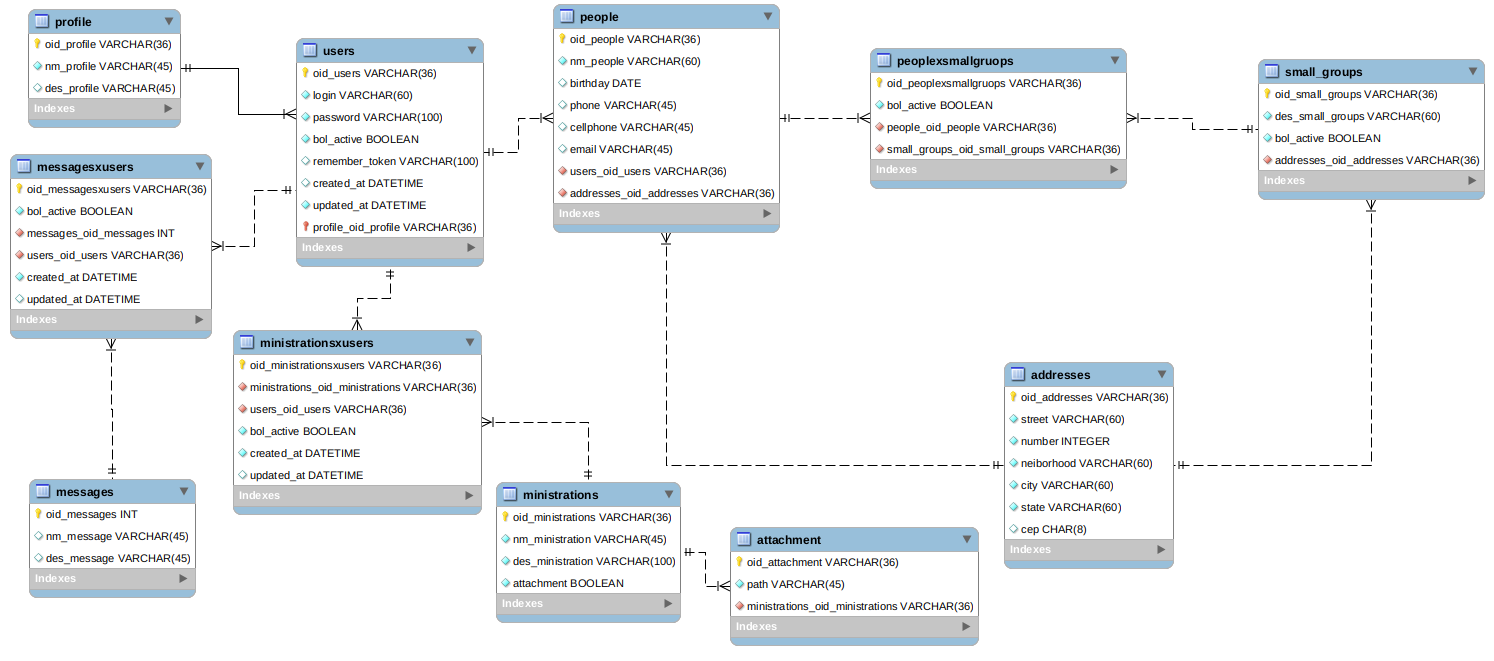 profile
oid_profile VARCHAR(36)
nm_profile VARCHAR(45)
des_profile VARCHAR(45)
Indexes
users
oid_users VARCHAR(36)
login VARCHAR(60)
password VARCHAR(100)
bol_active BOOLEAN
remember_token VARCHAR(100)
created_at DATETIME
updated_at DATETIME
profile_oid_profile VARCHAR(36)
Indexes
people
oid_people VARCHAR(36)
nm_people VARCHAR(60)
birthday DATE
phone VARCHAR(45)
cellphone VARCHAR(45)
email VARCHAR(45)
users_oid_users VARCHAR(36)
addresses_oid_addresses VARCHAR(36)
Indexes
peoplexsmallgruops
oid_peoplexsmallgruops VARCHAR(36)
bol_active BOOLEAN
people_oid_people VARCHAR(36)
small_groups_oid_small_groups VARCHAR(36)
Indexes
small_groups
oid_small_groups VARCHAR(36)
des_small_groups VARCHAR(60)
bol_active BOOLEAN
addresses_oid_addresses VARCHAR(36)
Indexes
messagesxusers
oid_messagesxusers VARCHAR(36)
bol_active BOOLEAN
messages_oid_messages INT
users_oid_users VARCHAR(36)
created_at DATETIME
updated_at DATETIME
Indexes
ministrationsxusers
oid_ministrationsxusers VARCHAR(36)
ministrations_oid_ministrations VARCHAR(36)
users_oid_users VARCHAR(36)
bol_active BOOLEAN
created_at DATETIME
updated_at DATETIME
Indexes
addresses
oid_addresses VARCHAR(36)
street VARCHAR(60)
number INTEGER
neiborhood VARCHAR(60)
city VARCHAR(60)
state VARCHAR(60)
cep CHAR(8)
Indexes
messages
oid_messages INT
nm_message VARCHAR(45)
des_message VARCHAR(45)
Indexes
ministrations
oid_ministrations VARCHAR(36)
nm_ministration VARCHAR(45)
des_ministration VARCHAR(100)
attachment BOOLEAN
Indexes
attachment
oid_attachment VARCHAR(36)
path VARCHAR(45)
ministrations_oid_ministrations VARCHAR(36)
Indexes